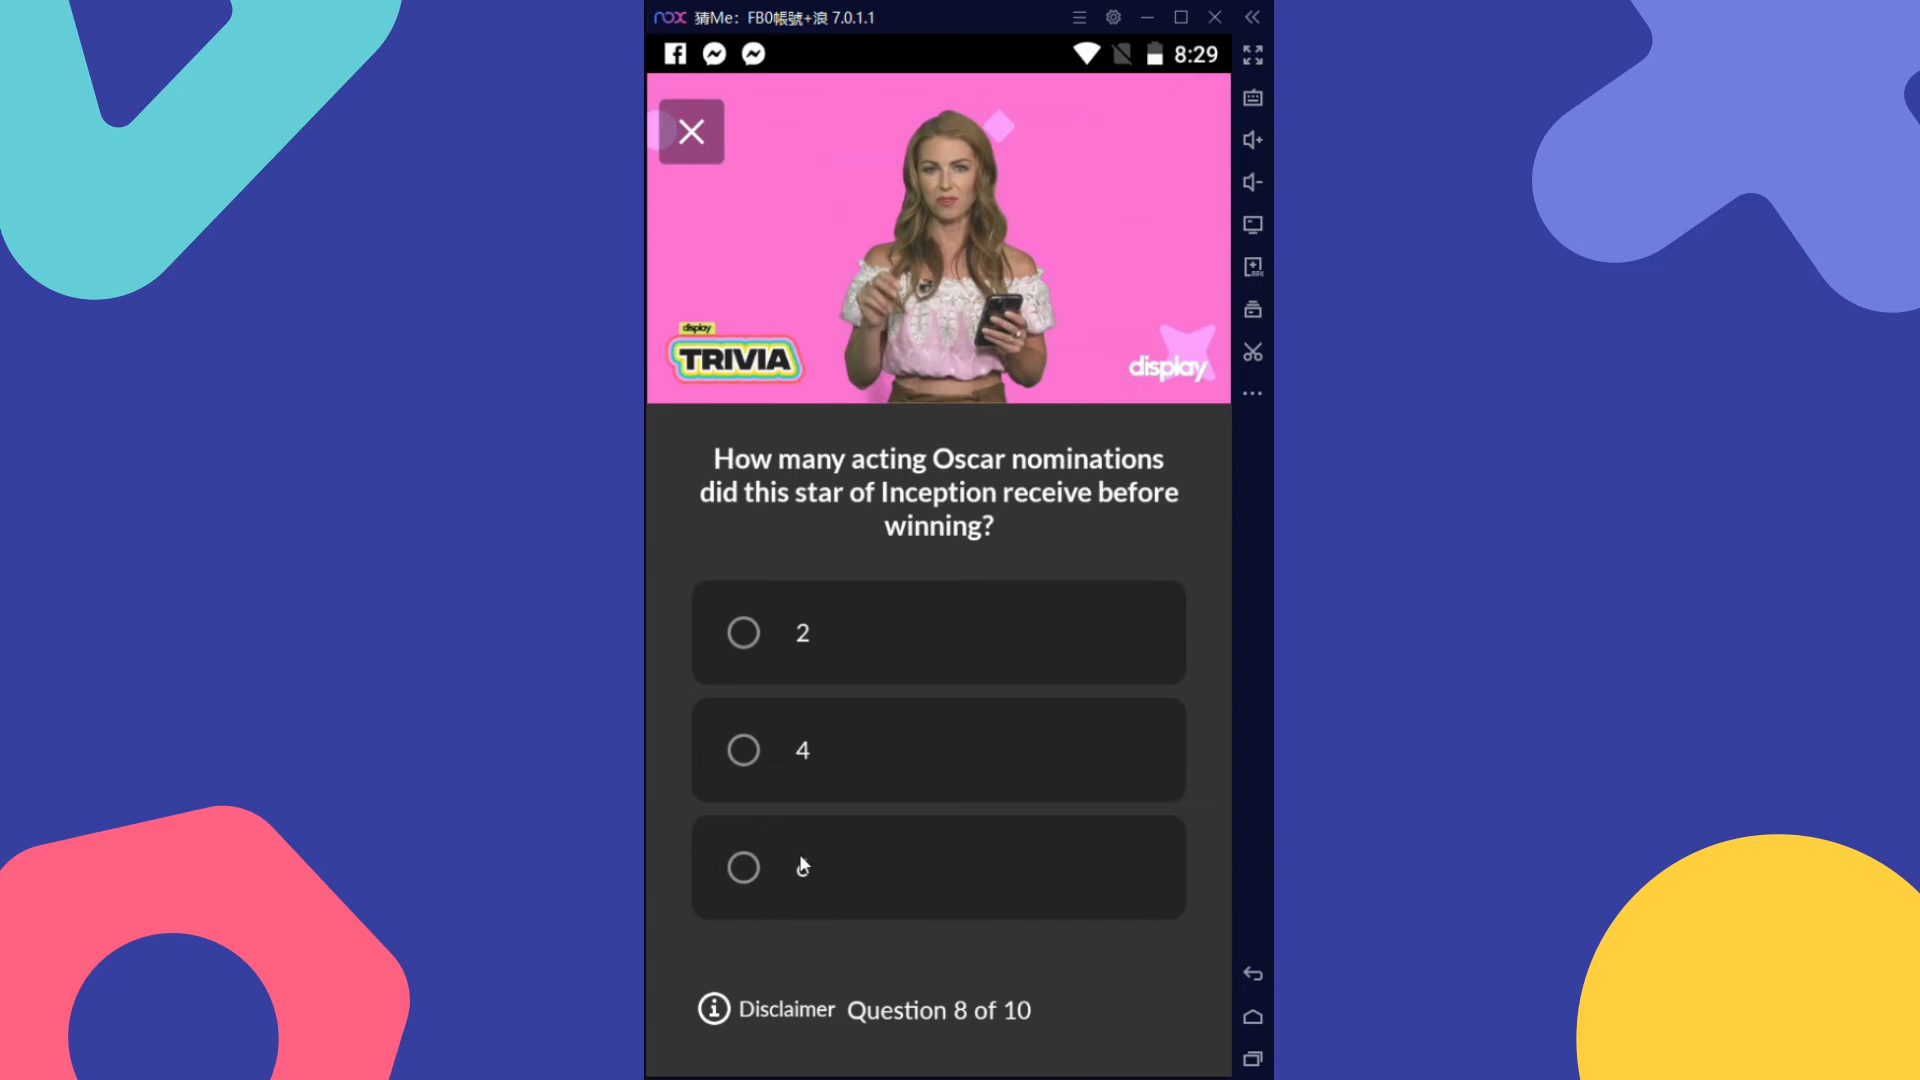 nox 猜Me: FB0帳號+浪 7.0.1.1
8:29
display
TRIVIA
display
How many acting Oscar nominations
did this star of Inception receive before
winning?
2
4
Disclaimer Question 8 of 10